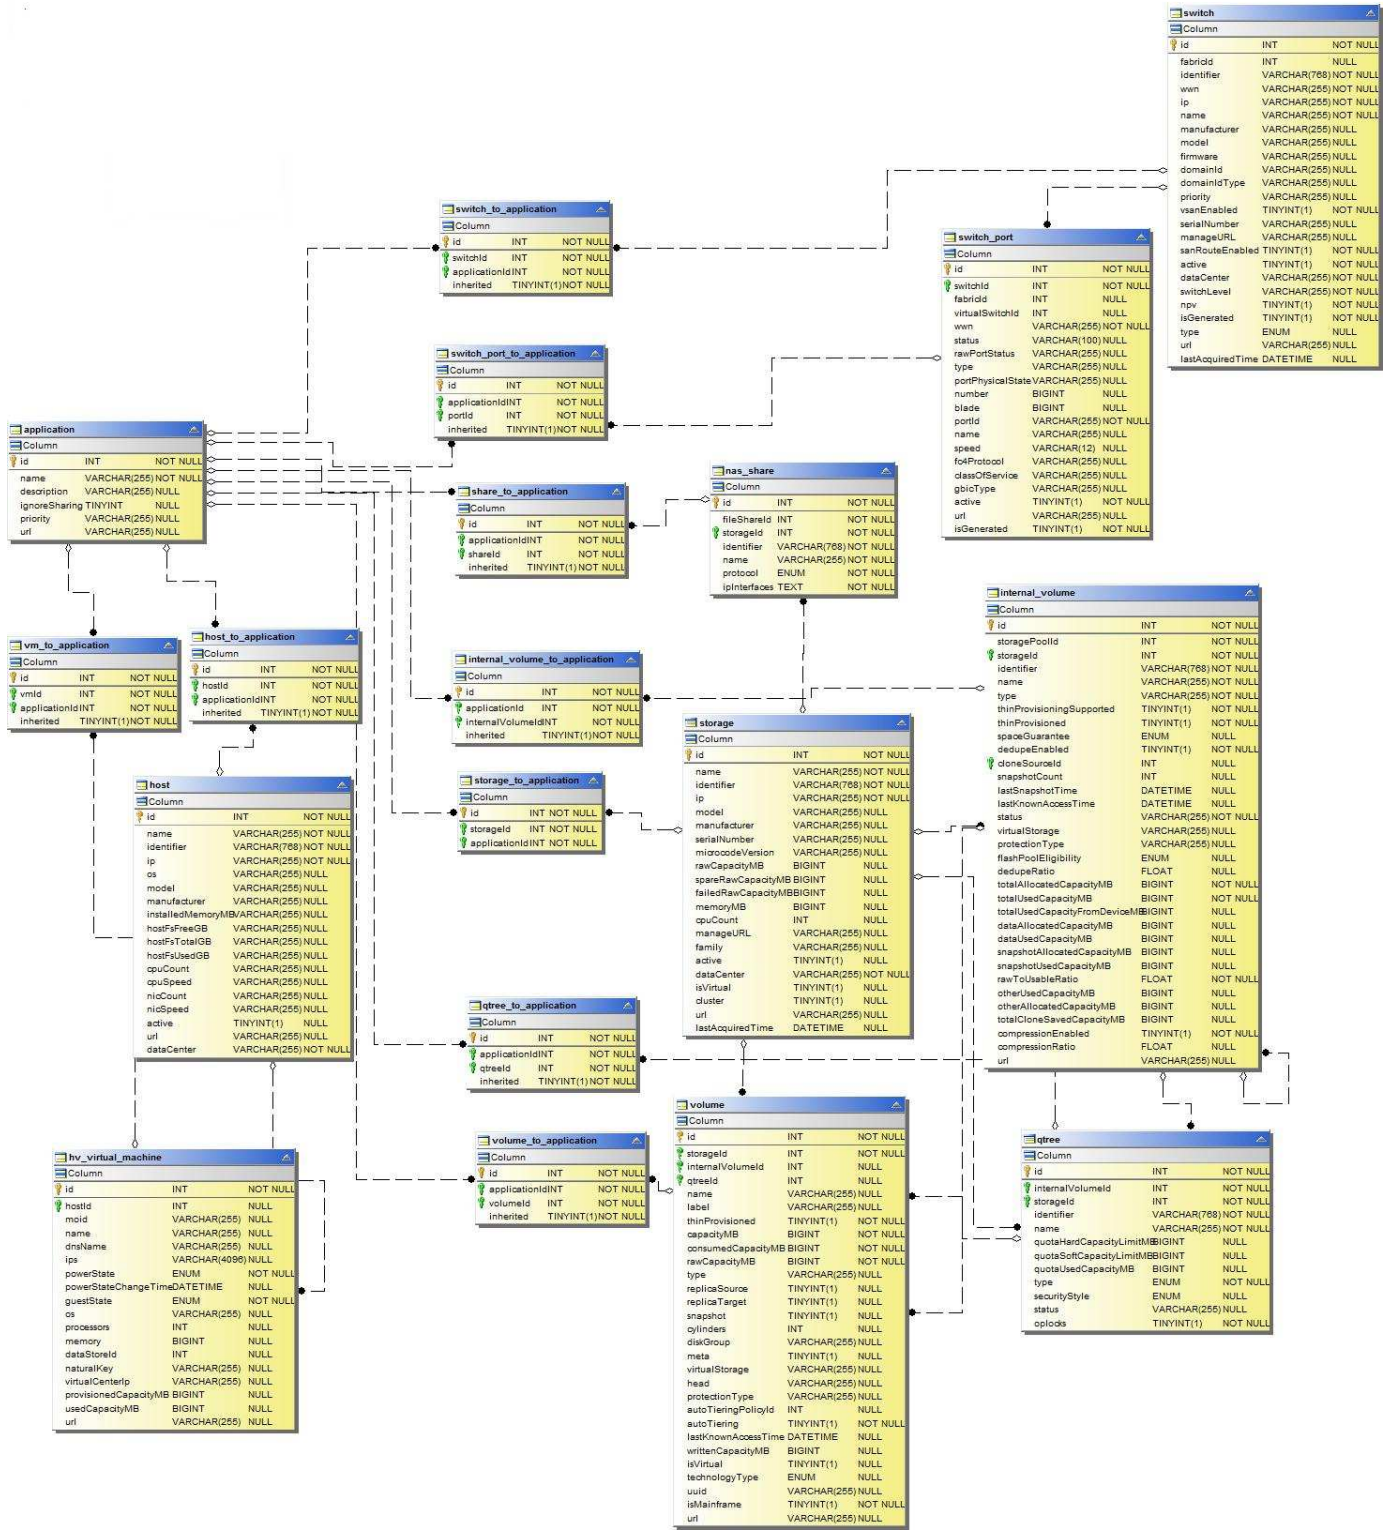 switch
Column
id INT NOT NULL
fabricId INT NULL
identifier VARCHAR(768) NOT NULL
wwn VARCHAR(255) NOT NULL
ip VARCHAR(255) NOT NULL
name VARCHAR(255) NOT NULL
manufacturer VARCHAR(255) NULL
model VARCHAR(255) NULL
firmware VARCHAR(255) NULL
domainId VARCHAR(255) NULL
domainIdType VARCHAR(255) NULL
priority VARCHAR(255) NULL
vsanEnabled TINYINT(1) NOT NULL
serialNumber VARCHAR(255) NULL
manageURL VARCHAR(255) NULL
sanRouteEnabled TINYINT(1) NOT NULL
active TINYINT(1) NOT NULL
dataCenter VARCHAR(255) NOT NULL
switchLevel VARCHAR(255) NOT NULL
npv TINYINT(1) NOT NULL
isGenerated TINYINT(1) NOT NULL
type ENUM NULL
url VARCHAR(255) NULL
lastAcquiredTime DATETIME NULL
switch_to_application
Column
id INT NOT NULL
switchId INT NOT NULL
applicationId INT NOT NULL
inherited TINYINT(1) NOT NULL
switch_port
Column
id INT NOT NULL
switchId INT NOT NULL
fabricId INT NULL
virtualSwitchId INT NULL
wwn VARCHAR(255) NOT NULL
status VARCHAR(100) NULL
rawPortStatus VARCHAR(255) NULL
type VARCHAR(255) NULL
portPhysicalState VARCHAR(255) NULL
number BIGINT NULL
blade BIGINT NULL
portId VARCHAR(255) NOT NULL
name VARCHAR(255) NULL
speed VARCHAR(12) NULL
fc4Protocol VARCHAR(255) NULL
classOfService VARCHAR(255) NULL
gbicType VARCHAR(255) NULL
active TINYINT(1) NOT NULL
url VARCHAR(255) NULL
isGenerated TINYINT(1) NOT NULL
switch_port_to_application
Column
id INT NOT NULL
applicationId INT NOT NULL
portId INT NOT NULL
inherited TINYINT(1) NOT NULL
application
Column
id INT NOT NULL
name VARCHAR(255) NOT NULL
description VARCHAR(255) NULL
ignoreSharing TINYINT NULL
priority VARCHAR(255) NULL
url VARCHAR(255) NULL
share_to_application
Column
id INT NOT NULL
applicationId INT NOT NULL
shareId INT NOT NULL
inherited TINYINT(1) NOT NULL
nas_share
Column
id INT NOT NULL
fileShareId INT NOT NULL
storageId INT NOT NULL
identifier VARCHAR(768) NOT NULL
name VARCHAR(255) NOT NULL
protocol ENUM NOT NULL
ipInterfaces TEXT NOT NULL
internal_volume
Column
id INT NOT NULL
storagePoolId INT NOT NULL
storageId INT NOT NULL
identifier VARCHAR(768) NOT NULL
name VARCHAR(255) NOT NULL
type VARCHAR(255) NOT NULL
thinProvisioningSupported TINYINT(1) NOT NULL
thinProvisioned TINYINT(1) NOT NULL
spaceGuarantee ENUM NULL
dedupeEnabled TINYINT(1) NOT NULL
cloneSourceId INT NULL
snapshotCount INT NULL
lastSnapshotTime DATETIME NULL
lastKnownAccessTime DATETIME NULL
status VARCHAR(255) NOT NULL
virtualStorage VARCHAR(255) NULL
protectionType VARCHAR(255) NULL
flashPoolEligibility ENUM NULL
dedupeRatio FLOAT NULL
totalAllocatedCapacityMB BIGINT NOT NULL
totalUsedCapacityMB BIGINT NOT NULL
totalUsedCapacityFromDeviceMB BIGINT NULL
dataAllocatedCapacityMB BIGINT NULL
dataUsedCapacityMB BIGINT NULL
snapshotAllocatedCapacityMB BIGINT NULL
snapshotUsedCapacityMB BIGINT NULL
rawToUsableRatio FLOAT NOT NULL
otherUsedCapacityMB BIGINT NULL
otherAllocatedCapacityMB BIGINT NULL
totalCloneSavedCapacityMB BIGINT NULL
compressionEnabled TINYINT(1) NOT NULL
compressionRatio FLOAT NULL
url VARCHAR(255) NULL
vm_to_application
Column
id INT NOT NULL
vmId INT NOT NULL
applicationId INT NOT NULL
inherited TINYINT(1) NOT NULL
host_to_application
Column
id INT NOT NULL
hostId INT NOT NULL
applicationId INT NOT NULL
inherited TINYINT(1) NOT NULL
internal_volume_to_application
Column
id INT NOT NULL
applicationId INT NOT NULL
internalVolumeId INT NOT NULL
inherited TINYINT(1) NOT NULL
storage
Column
id INT NOT NULL
name VARCHAR(255) NOT NULL
identifier VARCHAR(768) NOT NULL
ip VARCHAR(255) NOT NULL
model VARCHAR(255) NULL
manufacturer VARCHAR(255) NULL
serialNumber VARCHAR(255) NULL
microcodeVersion VARCHAR(255) NULL
rawCapacityMB BIGINT NULL
spareRawCapacityMB BIGINT NULL
failedRawCapacityMB BIGINT NULL
memoryMB BIGINT NULL
cpuCount INT NULL
manageURL VARCHAR(255) NULL
family VARCHAR(255) NULL
active TINYINT(1) NULL
dataCenter VARCHAR(255) NOT NULL
isVirtual TINYINT(1) NULL
cluster TINYINT(1) NULL
url VARCHAR(255) NULL
lastAcquiredTime DATETIME NULL
storage_to_application
Column
id INT NOT NULL
storageId INT NOT NULL
applicationId INT NOT NULL
host
Column
id INT NOT NULL
name VARCHAR(255) NOT NULL
identifier VARCHAR(768) NOT NULL
ip VARCHAR(255) NOT NULL
os VARCHAR(255) NULL
model VARCHAR(255) NULL
manufacturer VARCHAR(255) NULL
installedMemoryMB VARCHAR(255) NULL
hostFsFreeGB VARCHAR(255) NULL
hostFsTotalGB VARCHAR(255) NULL
hostFsUsedGB VARCHAR(255) NULL
cpuCount VARCHAR(255) NULL
cpuSpeed VARCHAR(255) NULL
nicCount VARCHAR(255) NULL
nicSpeed VARCHAR(255) NULL
active TINYINT(1) NULL
url VARCHAR(255) NULL
dataCenter VARCHAR(255) NOT NULL
qtree_to_application
Column
id INT NOT NULL
applicationId INT NOT NULL
qtreeId INT NOT NULL
inherited TINYINT(1) NOT NULL
volume
Column
id INT NOT NULL
storageId INT NOT NULL
internalVolumeId INT NULL
qtreeId INT NULL
name VARCHAR(255) NULL
label VARCHAR(255) NULL
thinProvisioned TINYINT(1) NOT NULL
capacityMB BIGINT NOT NULL
consumedCapacityMB BIGINT NOT NULL
rawCapacityMB BIGINT NOT NULL
type VARCHAR(255) NULL
replicaSource TINYINT(1) NULL
replicaTarget TINYINT(1) NULL
snapshot TINYINT(1) NULL
cylinders INT NULL
diskGroup VARCHAR(255) NULL
meta TINYINT(1) NULL
virtualStorage VARCHAR(255) NULL
head VARCHAR(255) NULL
protectionType VARCHAR(255) NULL
autoTieringPolicyId INT NULL
autoTiering TINYINT(1) NOT NULL
lastKnownAccessTime DATETIME NULL
writtenCapacityMB BIGINT NULL
isVirtual TINYINT(1) NULL
technologyType ENUM NULL
uuid VARCHAR(255) NULL
isMainframe TINYINT(1) NOT NULL
url VARCHAR(255) NULL
volume_to_application
Column
id INT NOT NULL
applicationId INT NOT NULL
volumeId INT NOT NULL
inherited TINYINT(1) NOT NULL
qtree
Column
id INT NOT NULL
internalVolumeId INT NOT NULL
storageId INT NOT NULL
identifier VARCHAR(768) NOT NULL
name VARCHAR(255) NOT NULL
quotaHardCapacityLimitMB BIGINT NULL
quotaSoftCapacityLimitMB BIGINT NULL
quotaUsedCapacityMB BIGINT NULL
type ENUM NOT NULL
securityStyle ENUM NULL
status VARCHAR(255) NULL
oplocks TINYINT(1) NOT NULL
hv_virtual_machine
Column
id INT NOT NULL
hostId INT NULL
moid VARCHAR(255) NULL
name VARCHAR(255) NULL
dnsName VARCHAR(255) NULL
ips VARCHAR(4096) NULL
powerState ENUM NOT NULL
powerStateChangeTime DATETIME NULL
guestState ENUM NOT NULL
os VARCHAR(255) NULL
processors INT NULL
memory BIGINT NULL
dataStoreId INT NULL
naturalKey VARCHAR(255) NULL
virtualCenterIp VARCHAR(255) NULL
provisionedCapacityMB BIGINT NULL
usedCapacityMB BIGINT NULL
url VARCHAR(255) NULL